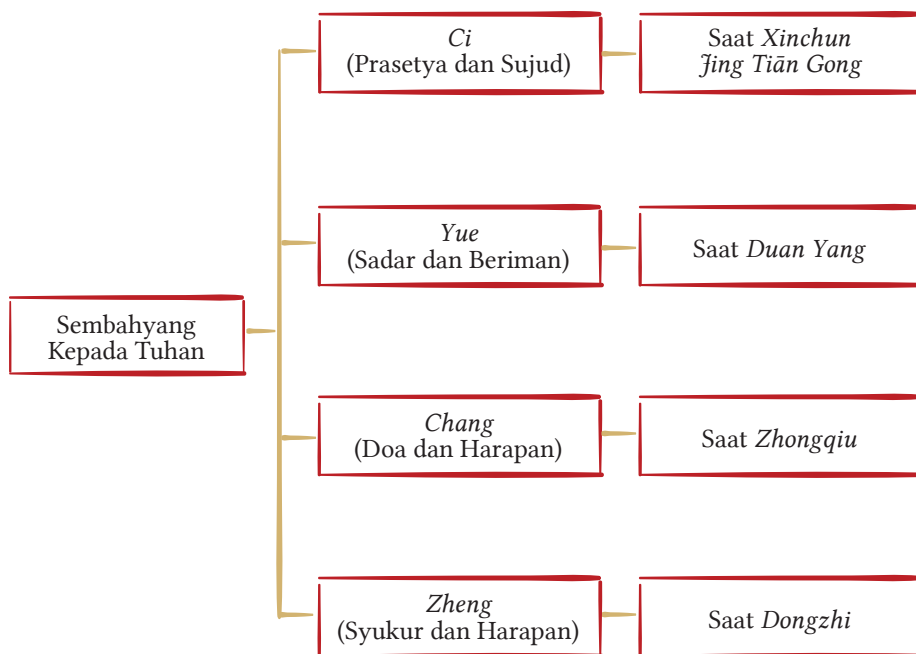 Sembahyang
Kepada Tuhan
Ci
(Prasetya dan Sujud)
Saat Xinchun
Jing Tiān Gong
Yue
(Sadar dan Beriman)
Saat Duan Yang
Chang
(Doa dan Harapan)
Saat Zhongqiu
Zheng
(Syukur dan Harapan)
Saat Dongzhi